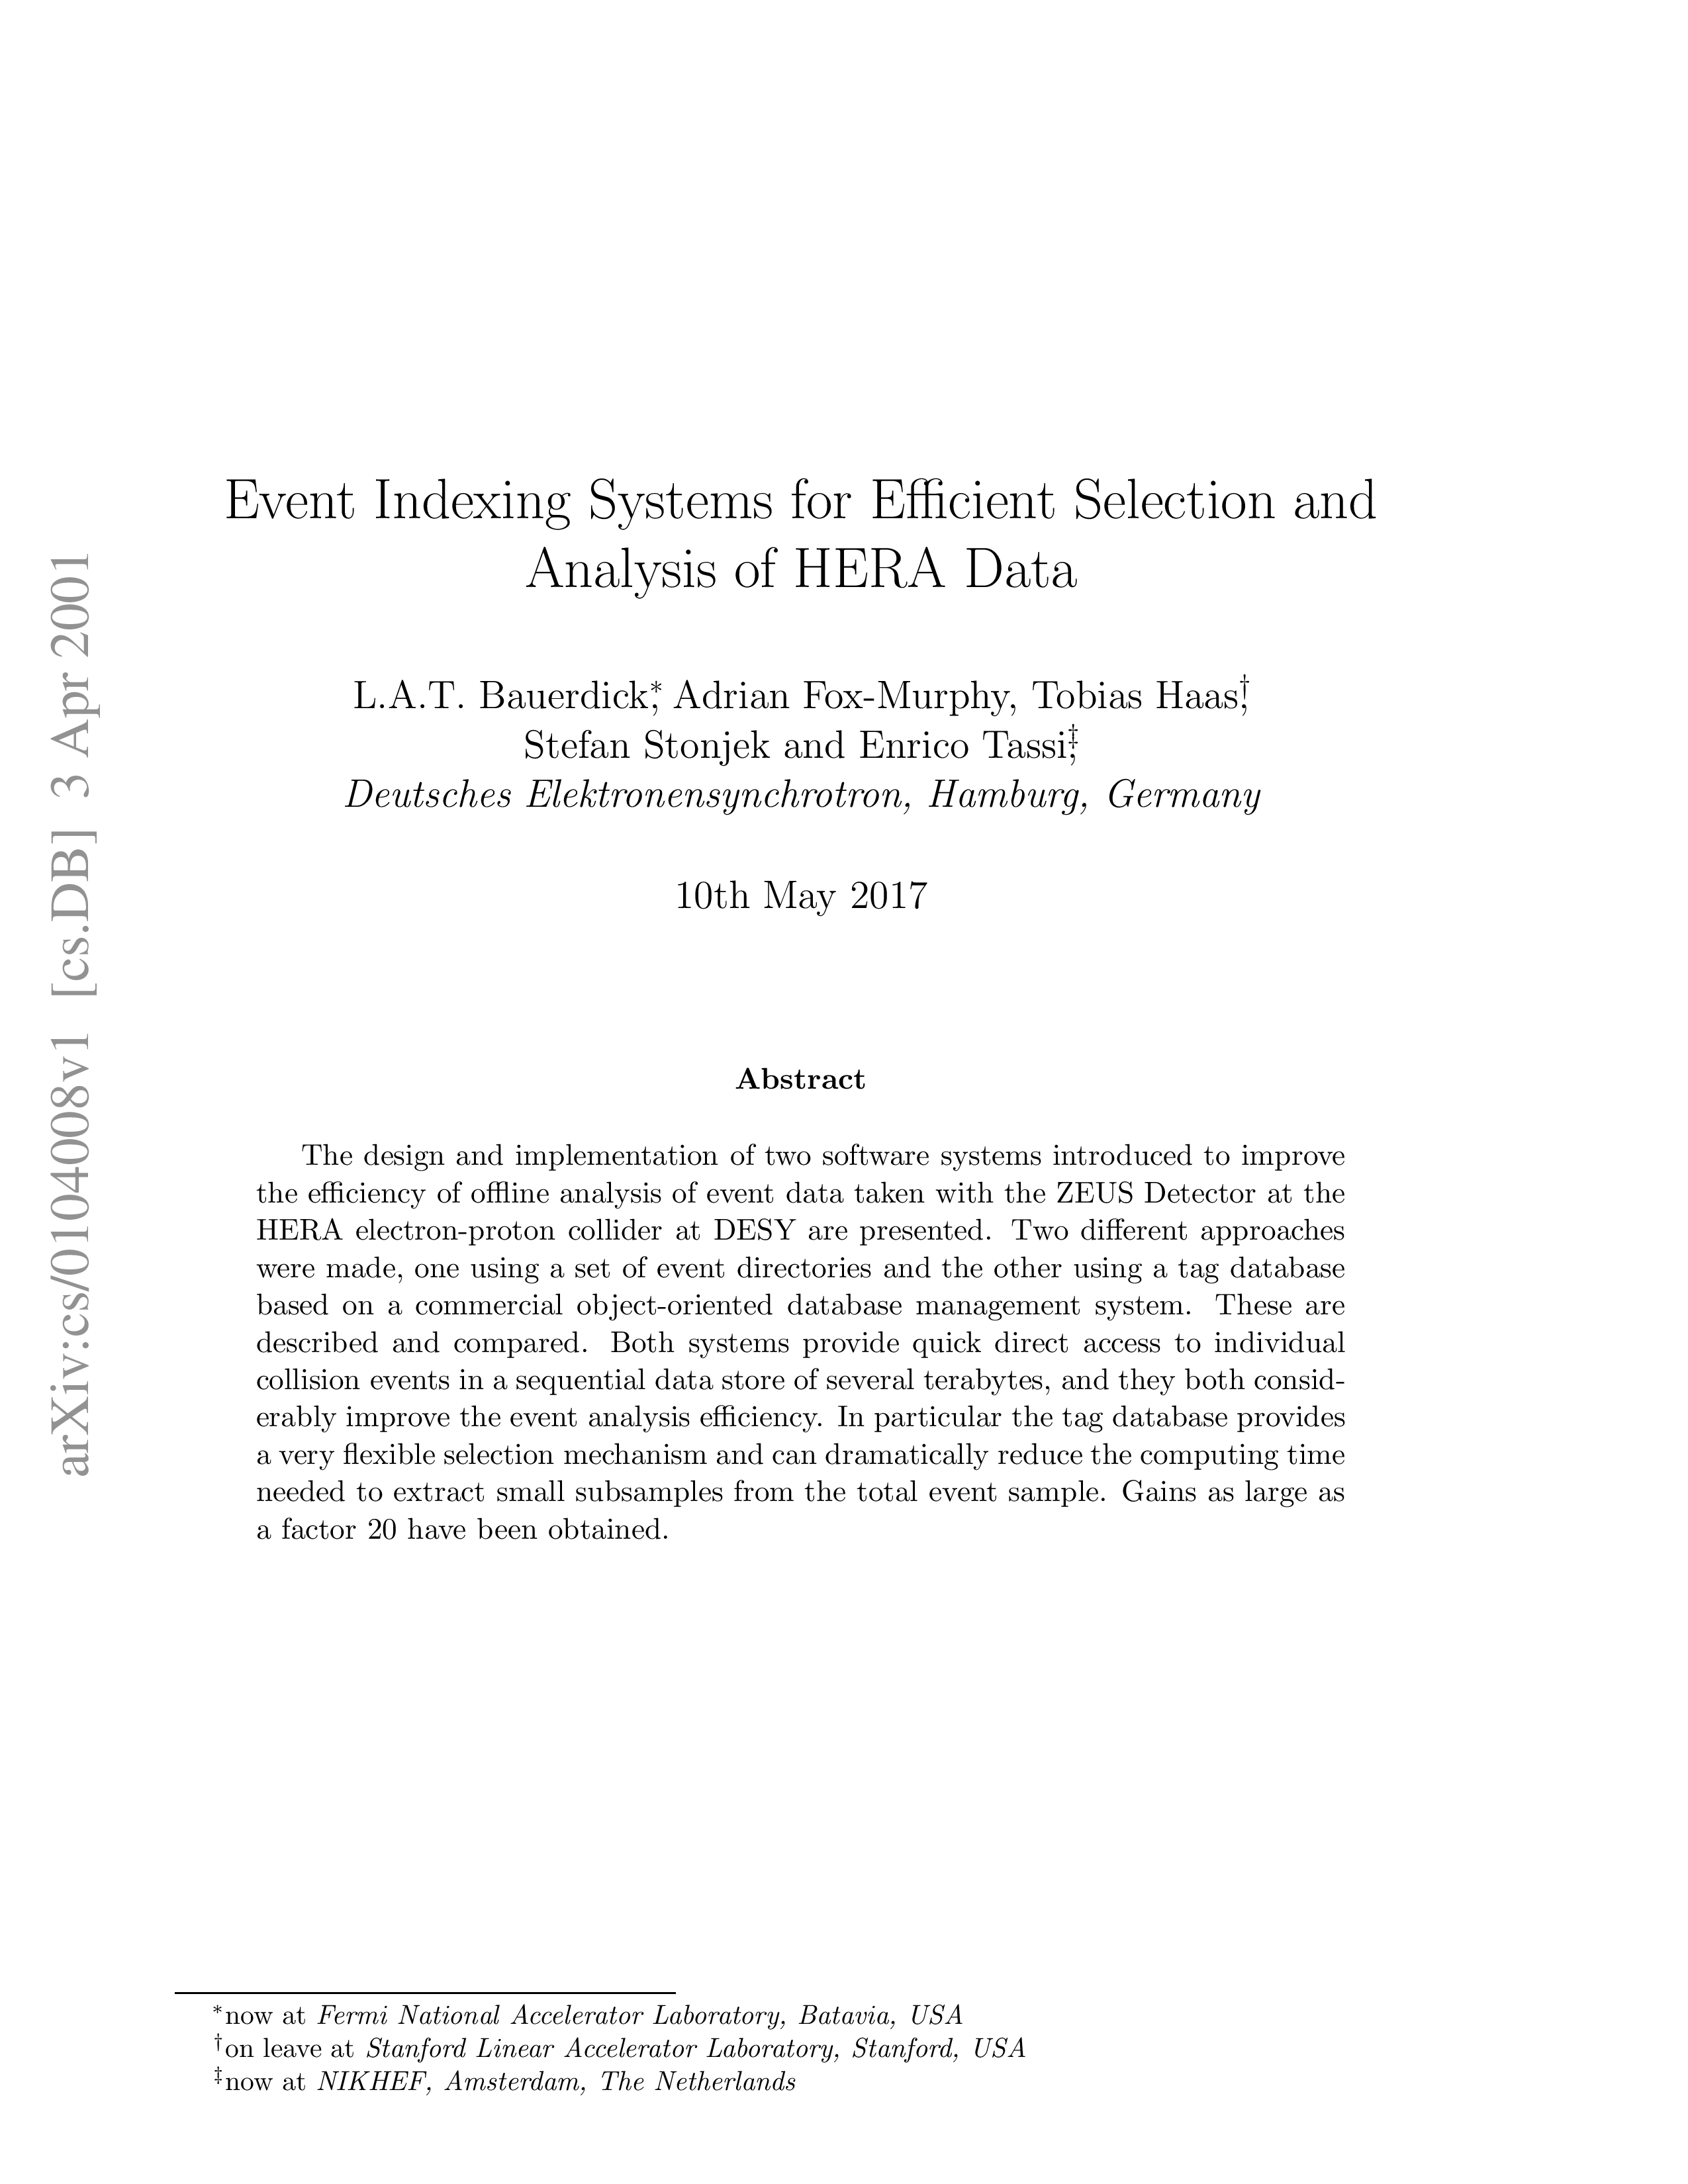 Event Indexing Systems for Efficient Selection and
Analysis of HERA Data
L.A.T. Bauerdick*, Adrian Fox-Murphy, Tobias Haas†,
Stefan Stonjek and Enrico Tassi‡,
Deutsches Elektronensynchrotron, Hamburg, Germany
10th May 2017
Abstract
The design and implementation of two software systems introduced to improve
the efficiency of offline analysis of event data taken with the ZEUS Detector at the
HERA electron-proton collider at DESY are presented. Two different approaches
were made, one using a set of event directories and the other using a tag database
based on a commercial object-oriented database management system. These are
described and compared. Both systems provide quick direct access to individual
collision events in a sequential data store of several terabytes, and they both consid-
erably improve the event analysis efficiency. In particular the tag database provides
a very flexible selection mechanism and can dramatically reduce the computing time
needed to extract small subsamples from the total event sample. Gains as large as
a factor 20 have been obtained.
*now at Fermi National Accelerator Laboratory, Batavia, USA
†on leave at Stanford Linear Accelerator Laboratory, Stanford, USA
‡now at NIKHEF, Amsterdam, The Netherlands
arXiv:cs/0104008v1 [cs.DB] 3 Apr 2001